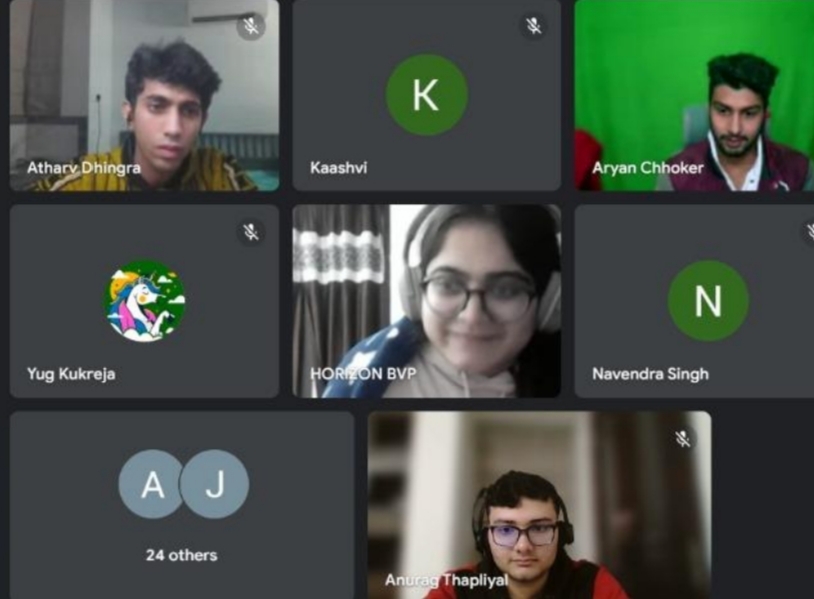 Atharv Dhingra
K
Kaashvi
Aryan Chhoker
Yug Kukreja
HORIZON BVP
N
Navendra Singh
A J
24 others
Anurag Thapliyal